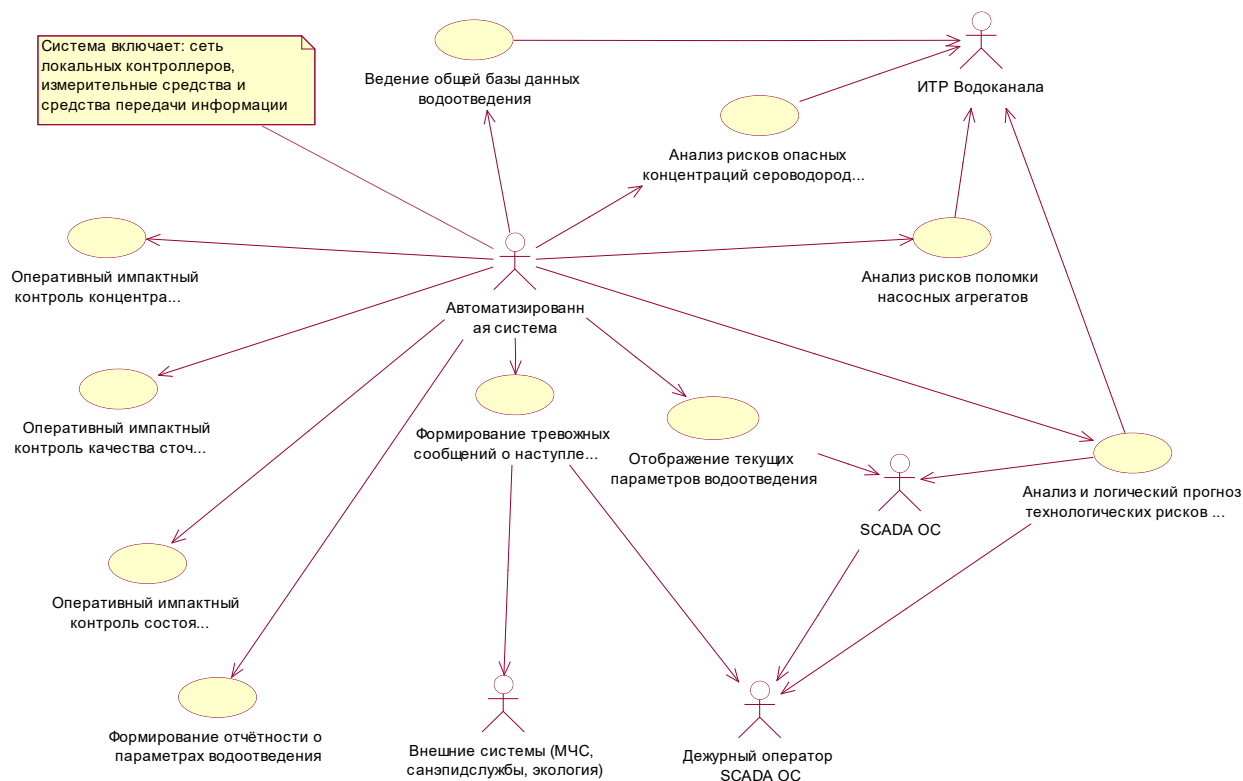 Система включает: сеть
локальных контроллеров,
измерительные средства и
средства передачи информации
Ведение общей базы данных
водоотведения
ИТР Водоканала
Анализ рисков опасных
концентраций сероводород...
Оперативный импактный
контроль концентра...
Автоматизированн
ая система
Анализ рисков поломки
насосных агрегатов
Оперативный импактный
контроль качества сточ...
Формирование тревожных
сообщений о наступле...
Отображение текущих
параметров водоотведения
SCADA ОС
Анализ и логический прогноз
технологических рисков ...
Оперативный импактный
контроль состоя...
Формирование отчётности о
параметрах водоотведения
Внешние системы (МЧС,
санэпидслужбы, экология)
Дежурный оператор
SCADA ОС